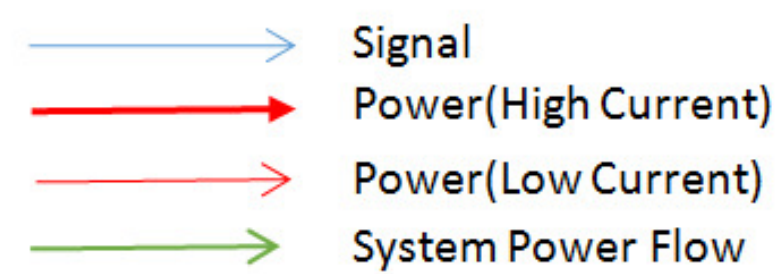 Signal
Power(High Current)
Power(Low Current)
System Power Flow